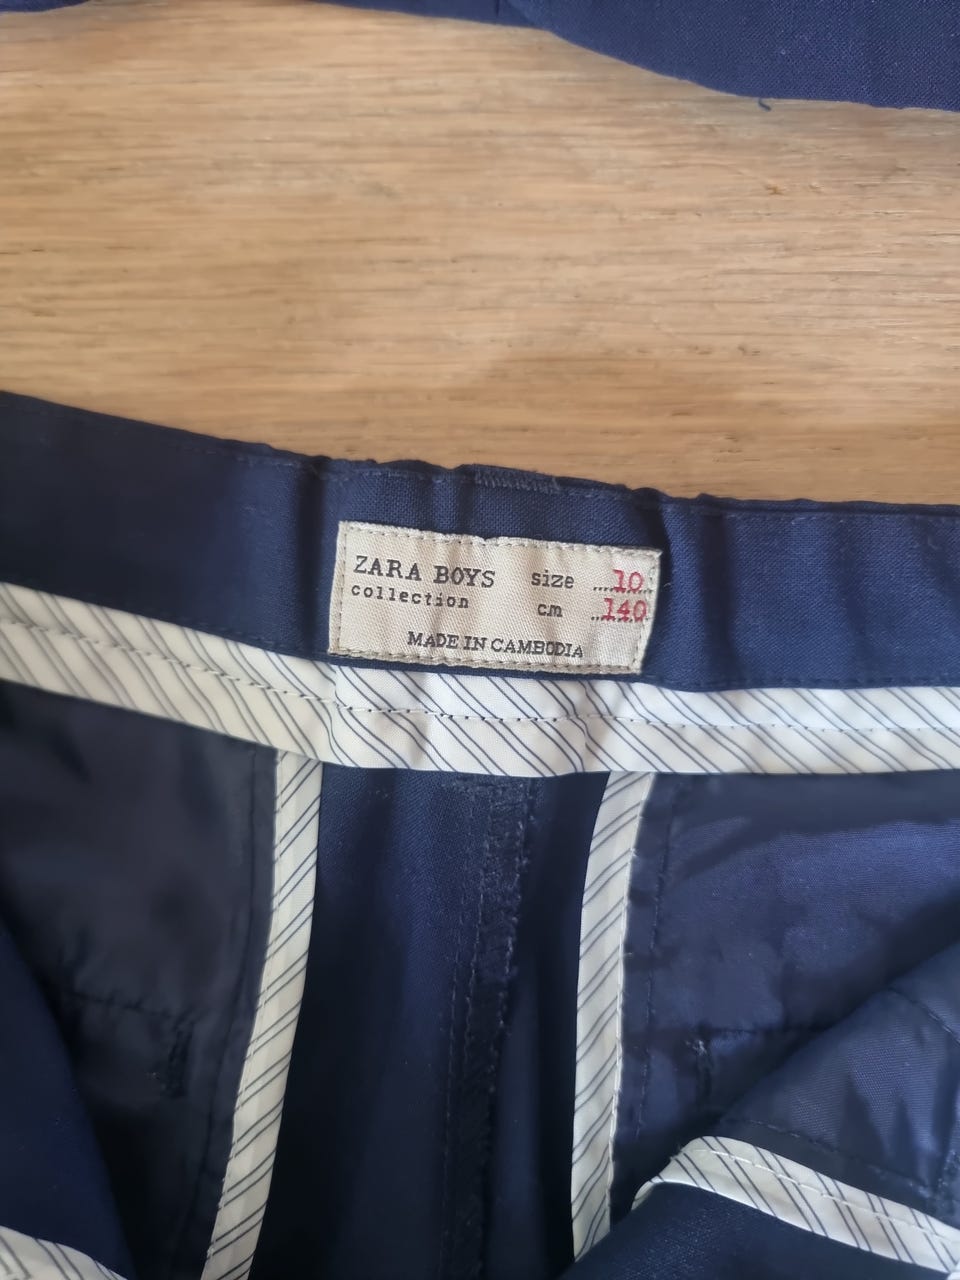 ZARA BOYS size ....10
collection cm ..140
MADE IN CAMBODIA